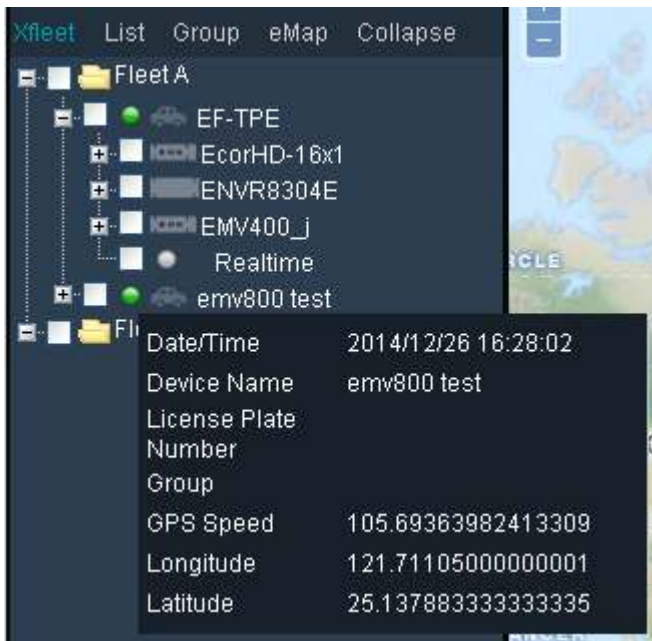 Xfleet List Group eMap Collapse
Fleet A
EF-TPE
EcorHD-16x1
ENVR8304E
EMV400_j
Realtime
emv800 test
Date/Time 2014/12/26 16:28:02
Device Name emv800 test
License Plate
Number
Group
GPS Speed 105.69363982413309
Longitude 121.71105000000001
Latitude 25.137883333333335
RCLE